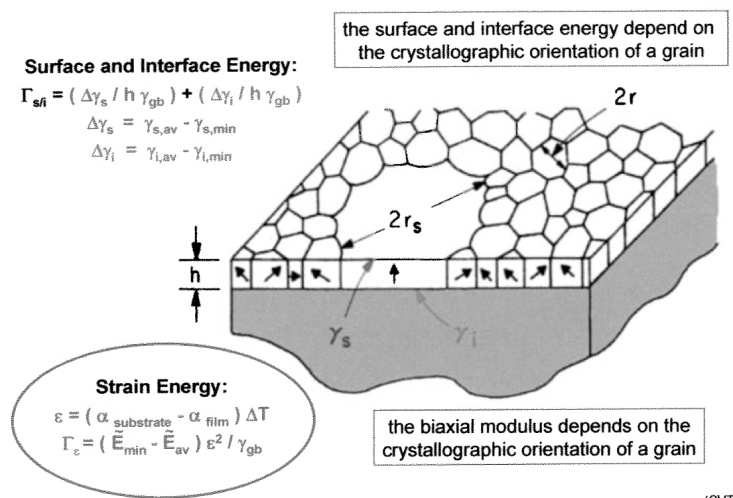 the surface and interface energy depend on
the crystallographic orientation of a grain
Surface and Interface Energy:
Γs/i = ( Δγs / h γgb ) + ( Δγi / h γgb )
Δγs = γs,av - γs,min
Δγi = γi,av - γi,min
2r
2rs
h
γs
γi
Strain Energy:
ε = ( α substrate - α film ) ΔT
Γε = ( Ẽmin - Ẽav ) ε² / γgb
the biaxial modulus depends on the
crystallographic orientation of a grain